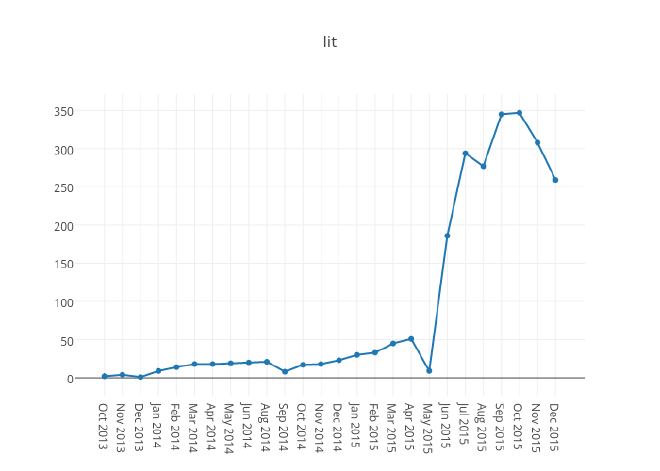 lit
350
300
250
200
150
100
50
0
Oct 2013
Nov 2013
Dec 2013
Jan 2014
Feb 2014
Mar 2014
Apr 2014
May 2014
Jun 2014
Aug 2014
Sep 2014
Oct 2014
Nov 2014
Dec 2014
Jan 2015
Feb 2015
Mar 2015
Apr 2015
May 2015
Jun 2015
Jul 2015
Aug 2015
Sep 2015
Oct 2015
Nov 2015
Dec 2015